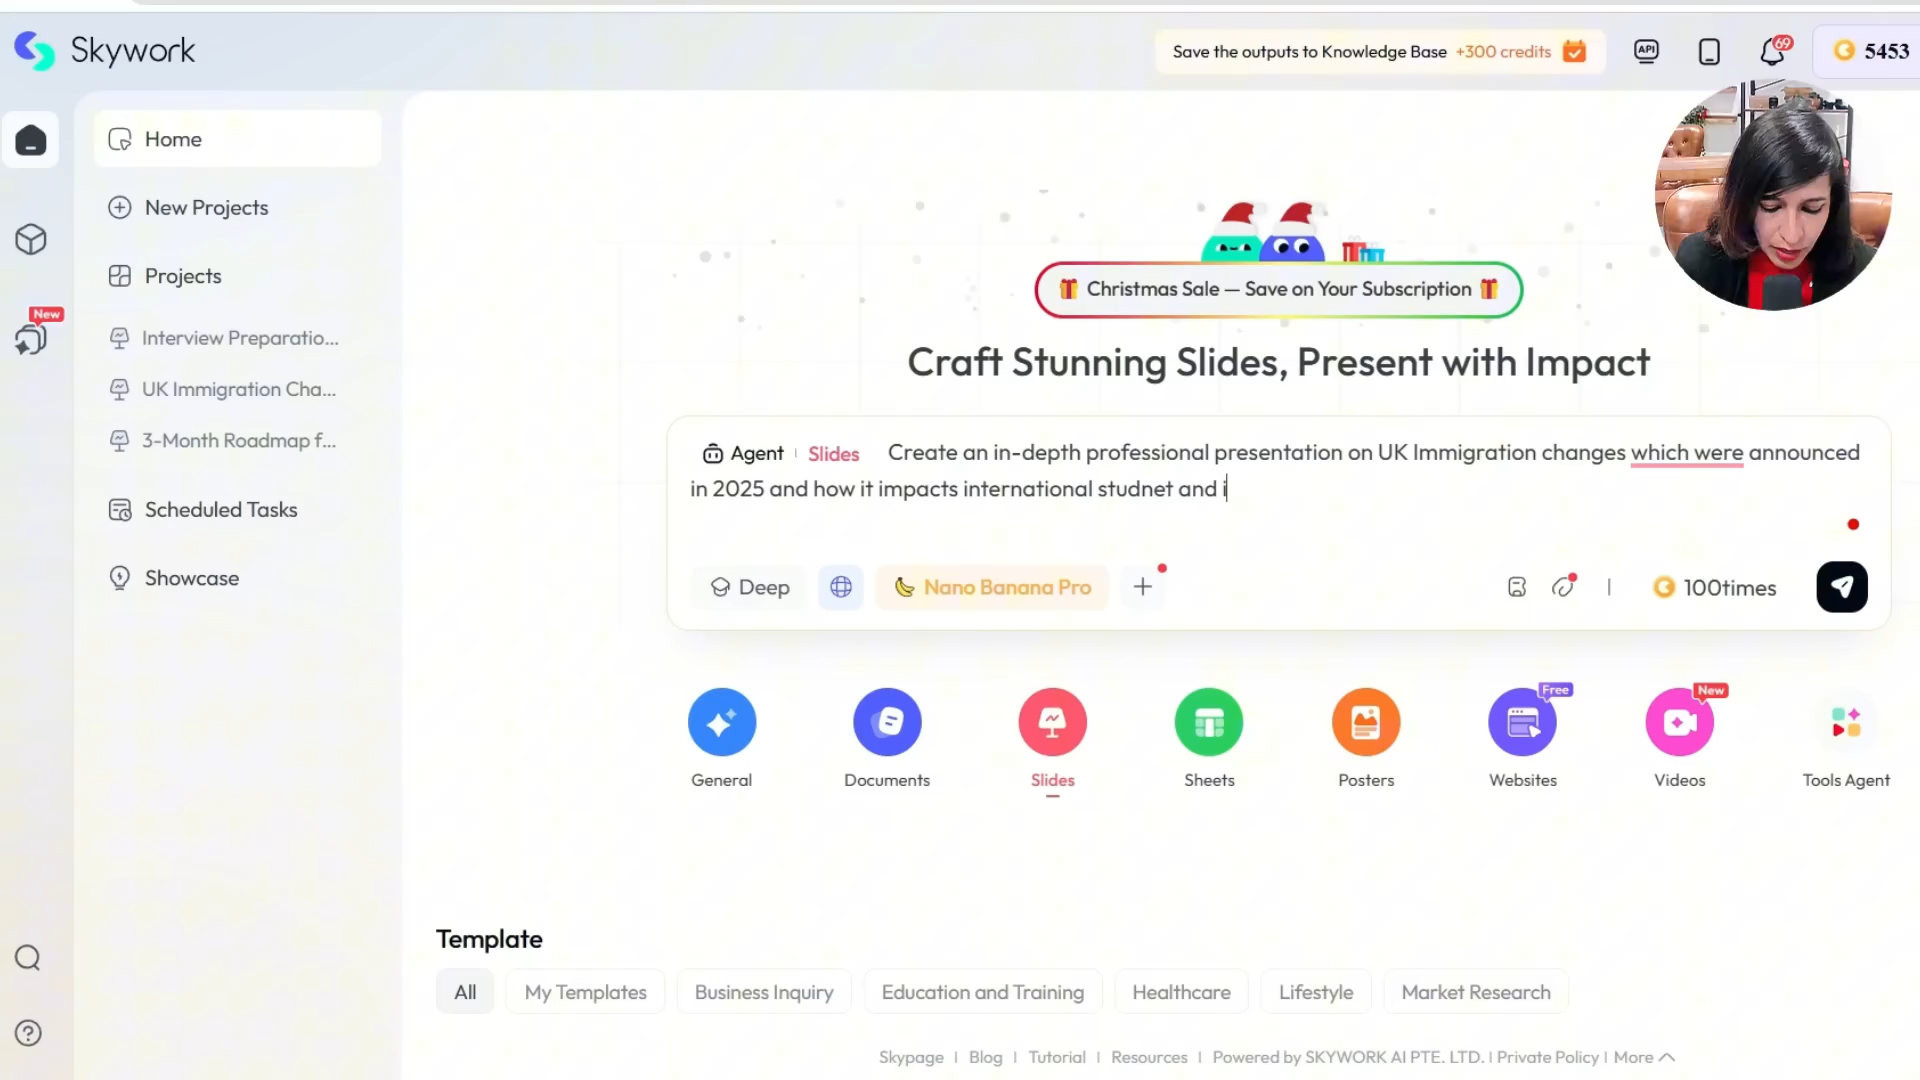 Skywork
Save the outputs to Knowledge Base +300 credits
API
69
5453
Home
New Projects
Projects
New
Interview Preparatio...
UK Immigration Cha...
3-Month Roadmap f...
Scheduled Tasks
Showcase
Christmas Sale — Save on Your Subscription
Craft Stunning Slides, Present with Impact
Agent Slides Create an in-depth professional presentation on UK Immigration changes which were announced
in 2025 and how it impacts international studnet and i
Deep
Nano Banana Pro
100times
General
Documents
Slides
Sheets
Posters
Free
Websites
New
Videos
Tools Agent
Template
All
My Templates
Business Inquiry
Education and Training
Healthcare
Lifestyle
Market Research
Skypage | Blog | Tutorial | Resources | Powered by SKYWORK AI PTE. LTD. | Private Policy | More